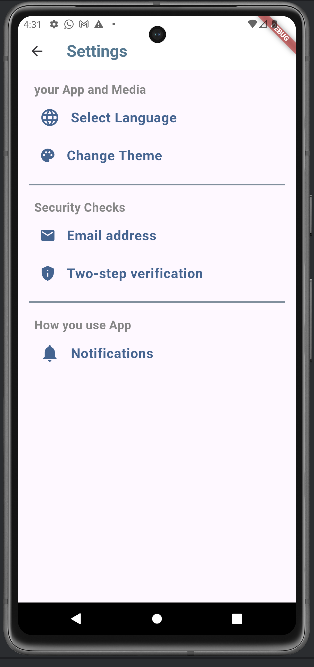 4:31
DEBUG
Settings
your App and Media
Select Language
Change Theme
Security Checks
Email address
Two-step verification
How you use App
Notifications